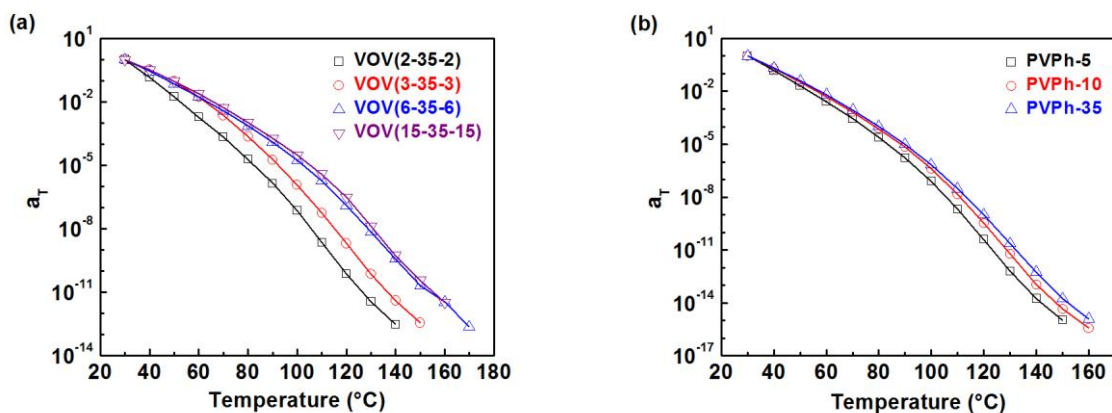 (a)
10^1
10^-2
10^-5
10^-8
10^-11
10^-14
a_T
VOV(2-35-2)
VOV(3-35-3)
VOV(6-35-6)
VOV(15-35-15)
20 40 60 80 100 120 140 160 180
Temperature (°C)
(b)
10^1
10^-2
10^-5
10^-8
10^-11
10^-14
10^-17
a_T
PVPh-5
PVPh-10
PVPh-35
20 40 60 80 100 120 140 160
Temperature (°C)